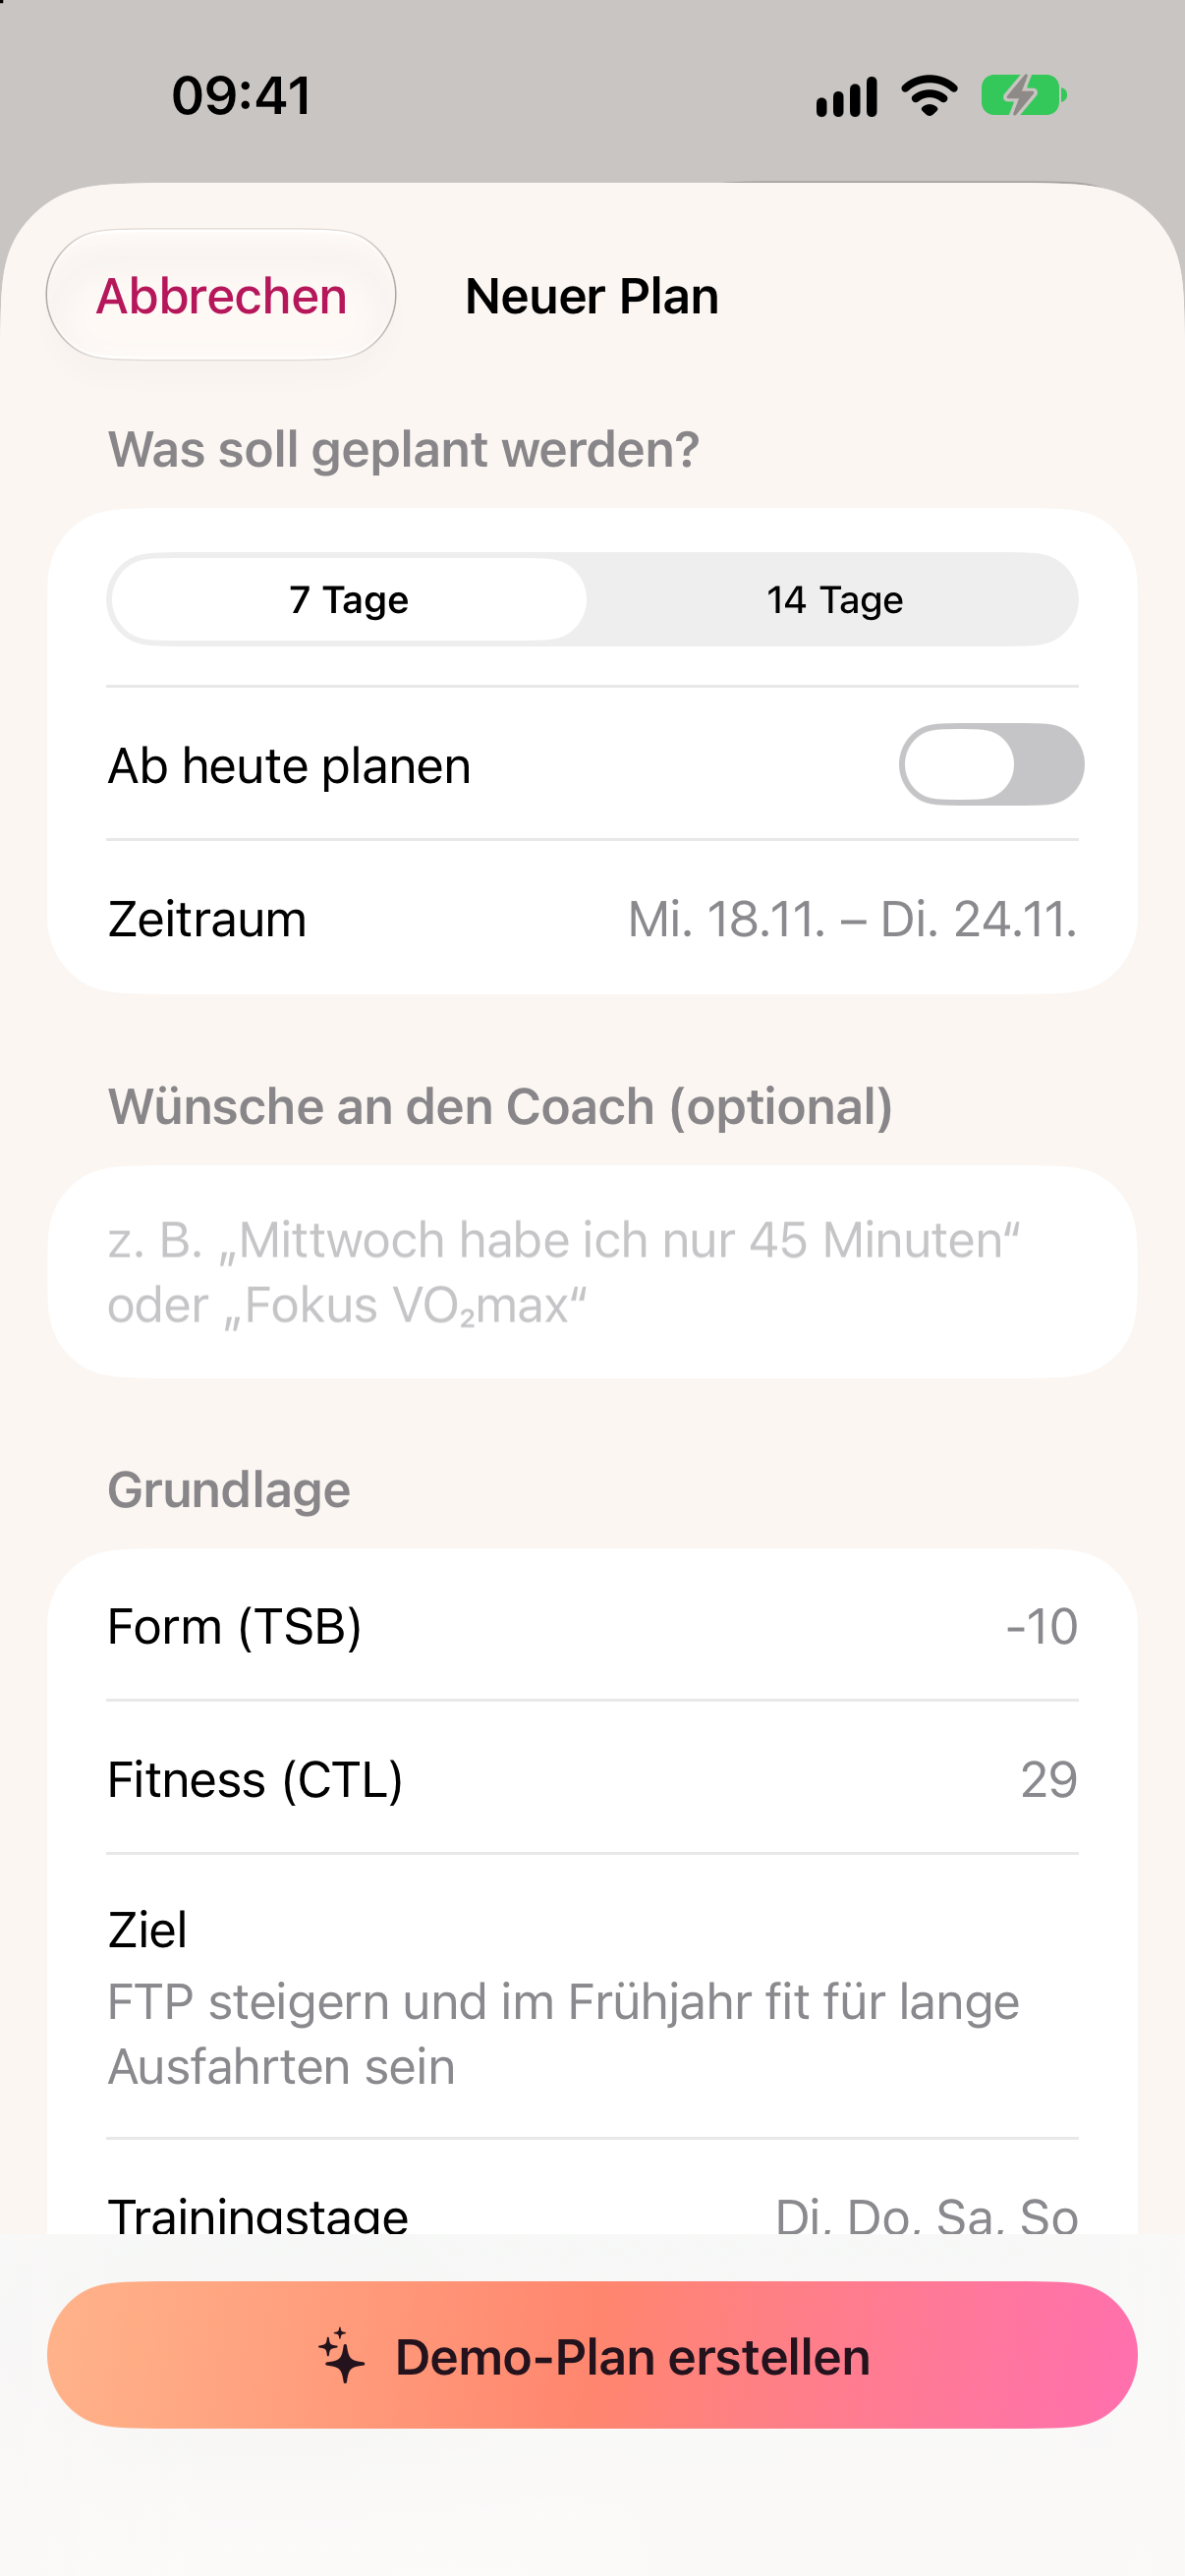 09:41
Abbrechen
Neuer Plan
Was soll geplant werden?
7 Tage
14 Tage
Ab heute planen
Zeitraum
Mi. 18.11. – Di. 24.11.
Wünsche an den Coach (optional)
z. B. „Mittwoch habe ich nur 45 Minuten“
oder „Fokus VO₂max“
Grundlage
Form (TSB)
-10
Fitness (CTL)
29
Ziel
FTP steigern und im Frühjahr fit für lange
Ausfahrten sein
Trainingstage
Di, Do, Sa, So
Demo-Plan erstellen